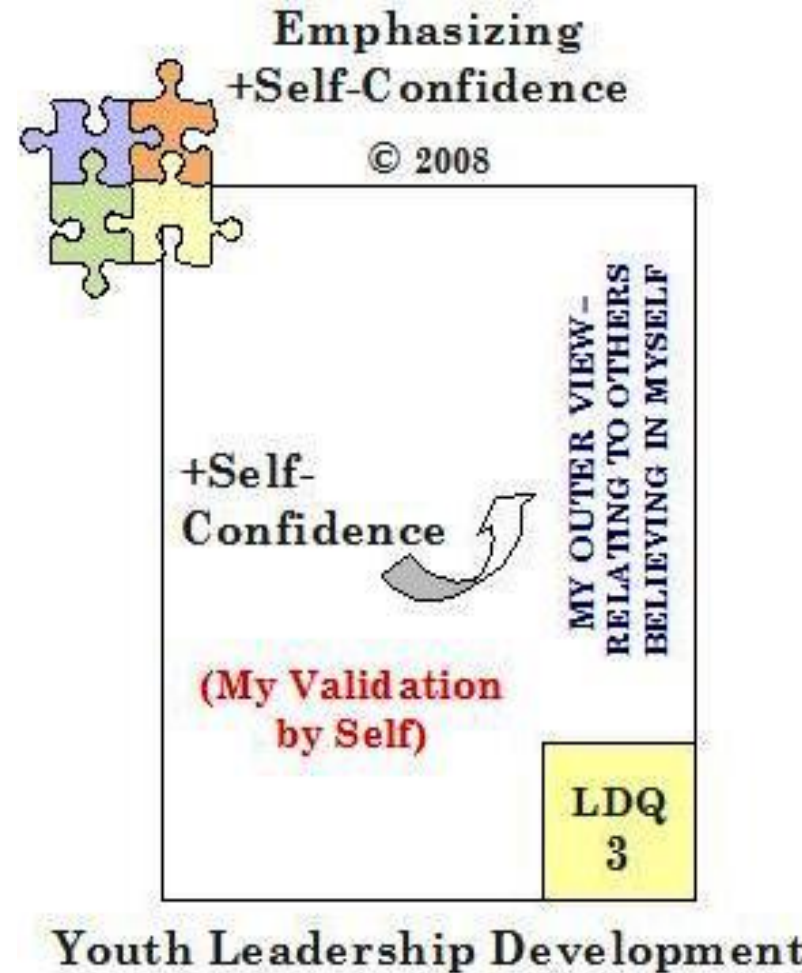 Emphasizing
+Self-Confidence
© 2008
+Self-
Confidence
MY OUTER VIEW–
RELATING TO OTHERS
BELIEVING IN MYSELF
(My Validation
by Self)
LDQ
3
Youth Leadership Development